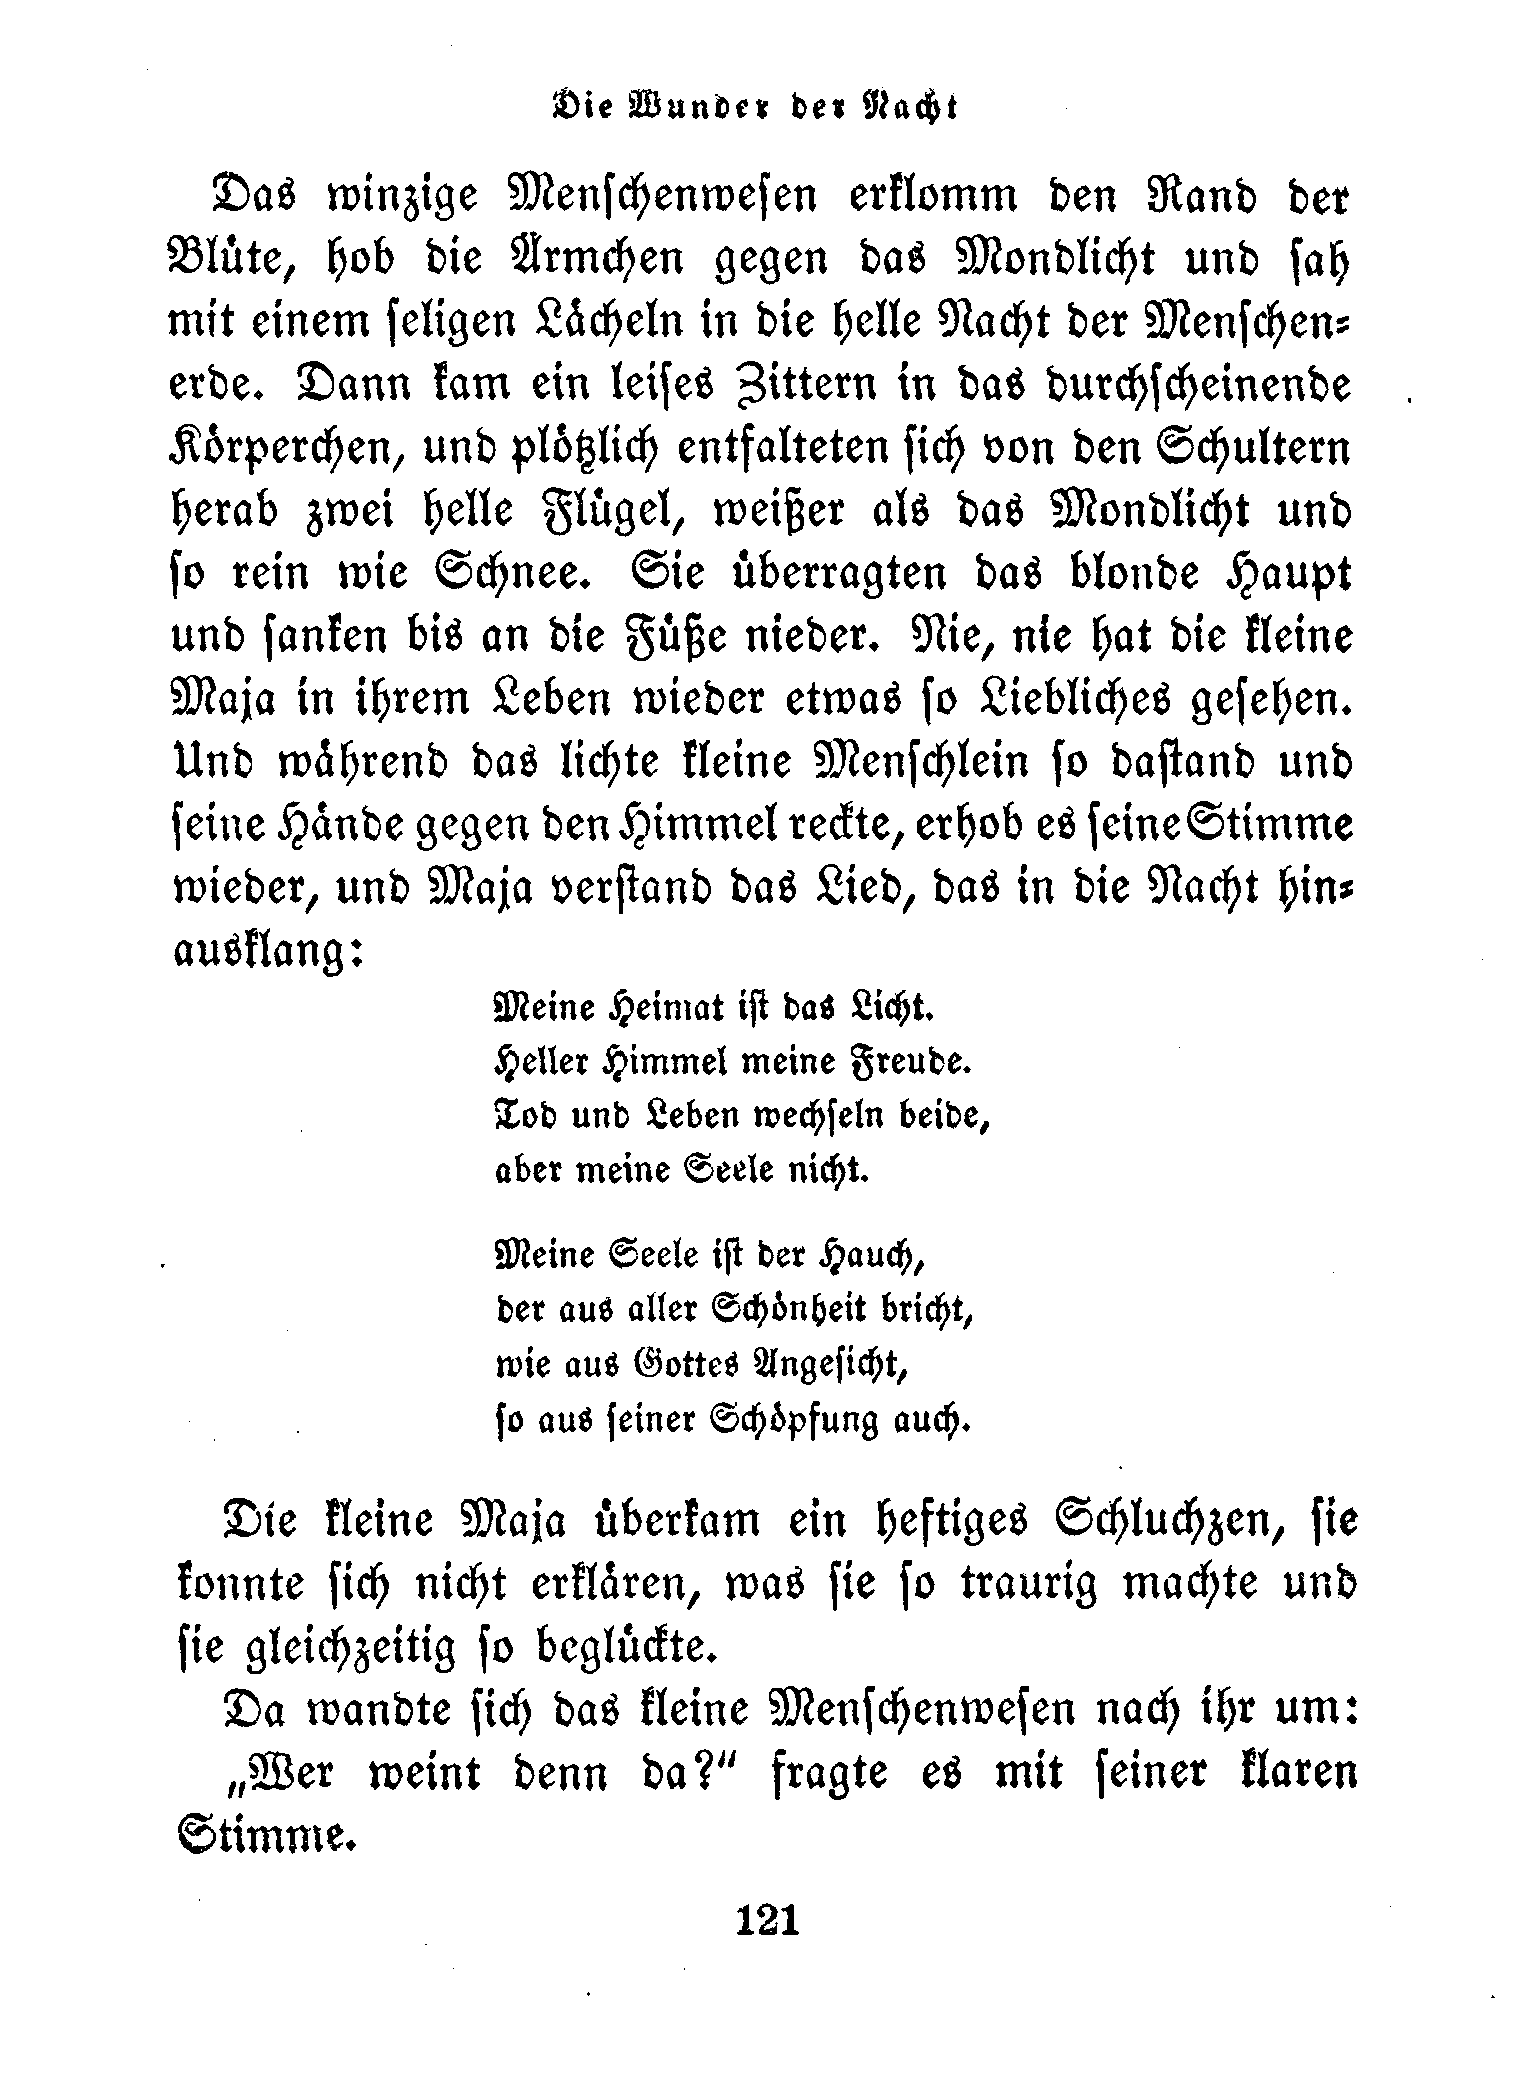 Die Wunder der Nacht
Das winzige Menschenwesen erklomm den Rand der
Blüte, hob die Ärmchen gegen das Mondlicht und sah
mit einem seligen Lächeln in die helle Nacht der Menschen-
erde. Dann kam ein leises Zittern in das durchscheinende
Körperchen, und plötzlich entfalteten sich von den Schultern
herab zwei helle Flügel, weißer als das Mondlicht und
so rein wie Schnee. Sie überragten das blonde Haupt
und sanken bis an die Füße nieder. Nie, nie hat die kleine
Maja in ihrem Leben wieder etwas so Liebliches gesehen.
Und während das lichte kleine Menschlein so dastand und
seine Hände gegen den Himmel reckte, erhob es seine Stimme
wieder, und Maja verstand das Lied, das in die Nacht hin-
ausklang:
Meine Heimat ist das Licht.
Heller Himmel meine Freude.
Tod und Leben wechseln beide,
aber meine Seele nicht.
Meine Seele ist der Hauch,
der aus aller Schönheit bricht,
wie aus Gottes Angesicht,
so aus seiner Schöpfung auch.
Die kleine Maja überkam ein heftiges Schluchzen, sie
konnte sich nicht erklären, was sie so traurig machte und
sie gleichzeitig so beglückte.
Da wandte sich das kleine Menschenwesen nach ihr um:
„Wer weint denn da?“ fragte es mit seiner klaren
Stimme.
121